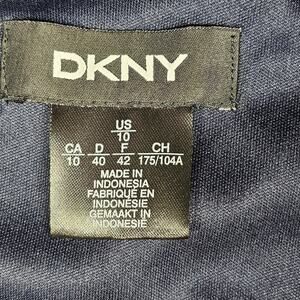 DKNY
US
10
CA D F CH
10 40 42 175/104A
MADE IN
INDONESIA
FABRIQUÉ EN
INDONÉSIE
GEMAAKT IN
INDONESIË